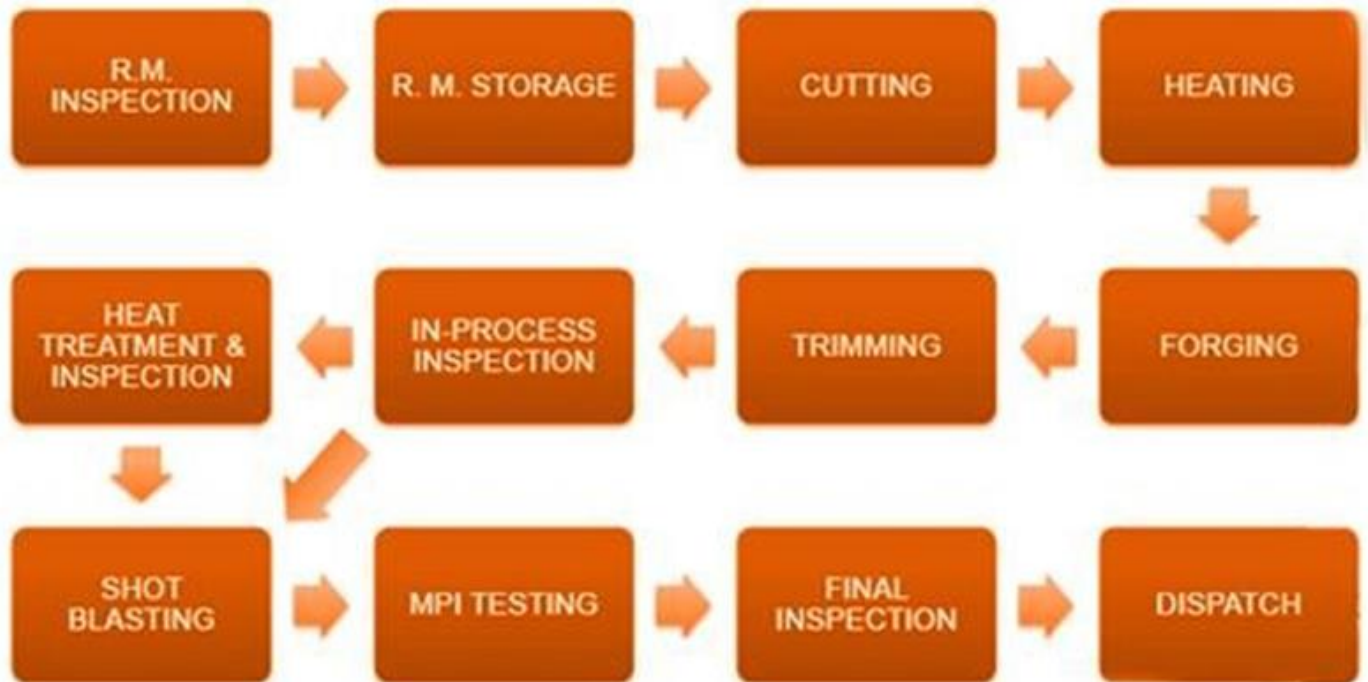 R.M.
INSPECTION
R. M. STORAGE
CUTTING
HEATING
HEAT
TREATMENT &
INSPECTION
IN-PROCESS
INSPECTION
TRIMMING
FORGING
SHOT
BLASTING
MPI TESTING
FINAL
INSPECTION
DISPATCH